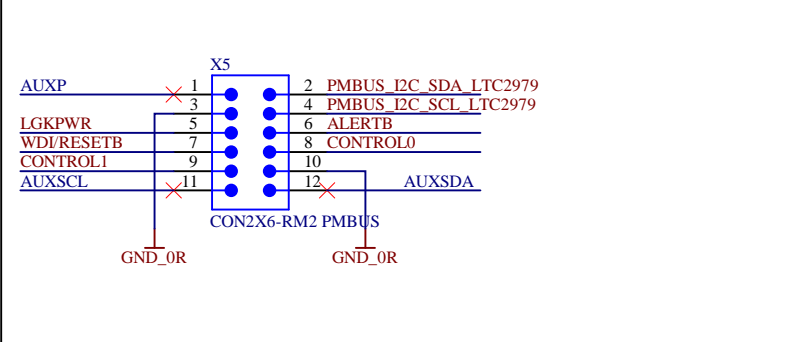 X5
AUXP 1 2 PMBUS_I2C_SDA_LTC2979
3 4 PMBUS_I2C_SCL_LTC2979
LGKPWR 5 6 ALERTB
WDI/RESETB 7 8 CONTROL0
CONTROL1 9 10
AUXSCL 11 12 AUXSDA
CON2X6-RM2 PMBUS
GND_0R GND_0R